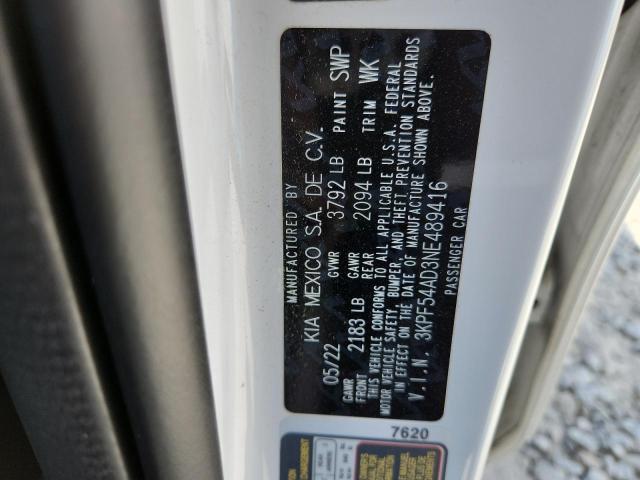 MANUFACTURED BY
KIA MEXICO S.A. DE C.V.
05/22 GVWR 3792 LB PAINT SWP
GAWR FRONT 2183 LB GAWR REAR 2094 LB TRIM WK
THIS VEHICLE CONFORMS TO ALL APPLICABLE U.S.A. FEDERAL
MOTOR VEHICLE SAFETY, BUMPER, AND THEFT PREVENTION STANDARDS
IN EFFECT ON THE DATE OF MANUFACTURE SHOWN ABOVE.
V.I.N. 3KPF54AD3NE489416
PASSENGER CAR
7620